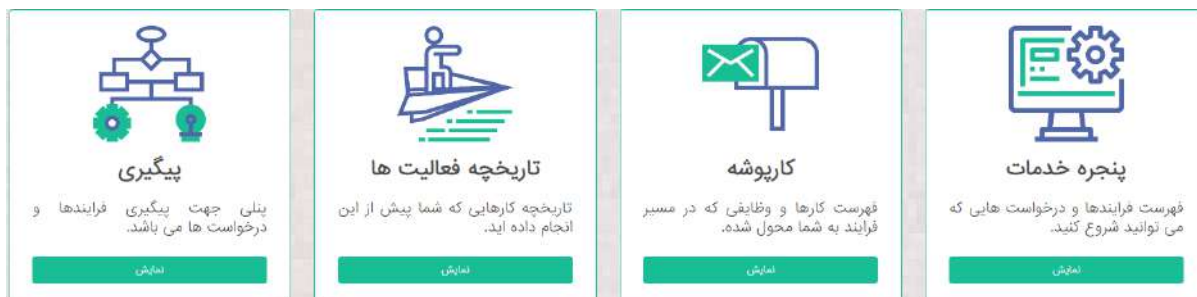 پنجره خدمات
فهرست فرایندها و درخواست هایی که
می توانید شروع کنید.
نمایش
کارپوشه
فهرست کارها و وظایفی که در مسیر
فرآیند به شما محول شده.
نمایش
تاریخچه فعالیت ها
تاریخچه کارهایی که شما پیش از این
انجام داده اید.
نمایش
پیگیری
پنلی جهت پیگیری فرایندها و
درخواست ها می باشد.
نمایش